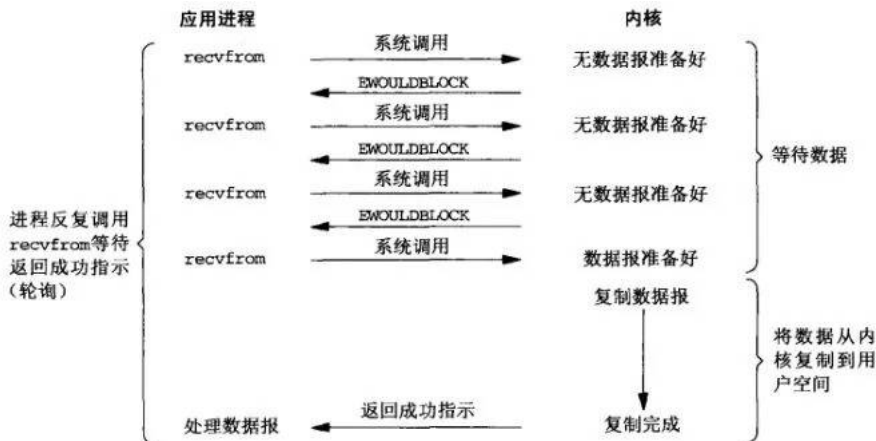 应用进程
内核
recvfrom
系统调用
无数据报准备好
EWOULDBLOCK
recvfrom
系统调用
无数据报准备好
EWOULDBLOCK
recvfrom
系统调用
无数据报准备好
EWOULDBLOCK
recvfrom
系统调用
数据报准备好
等待数据
进程反复调用
recvfrom等待
返回成功指示
(轮询)
复制数据报
将数据从内
核复制到用
户空间
处理数据报
返回成功指示
复制完成